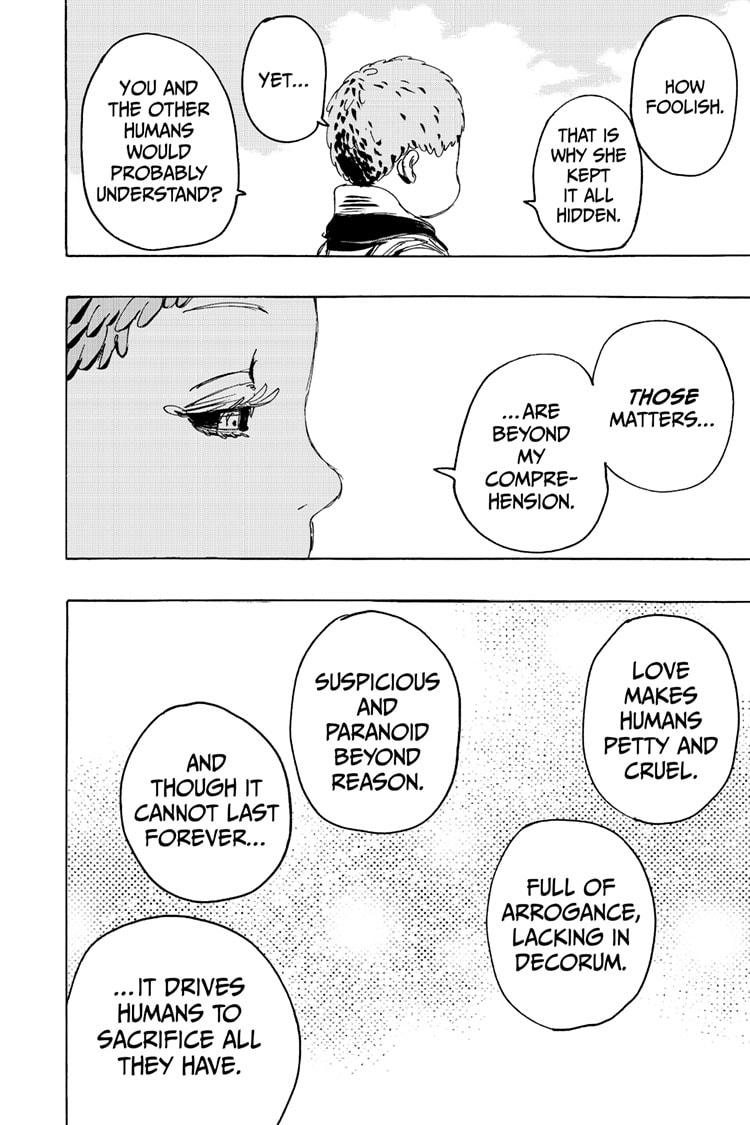 HOW
FOOLISH.
THAT IS
WHY SHE
KEPT
IT ALL
HIDDEN.
YET...
YOU AND
THE OTHER
HUMANS
WOULD
PROBABLY
UNDERSTAND?
THOSE
MATTERS...
...ARE
BEYOND
MY
COMPRE-
HENSION.
LOVE
MAKES
HUMANS
PETTY AND
CRUEL.
FULL OF
ARROGANCE,
LACKING IN
DECORUM.
SUSPICIOUS
AND
PARANOID
BEYOND
REASON.
AND
THOUGH IT
CANNOT LAST
FOREVER...
...IT DRIVES
HUMANS TO
SACRIFICE ALL
THEY HAVE.